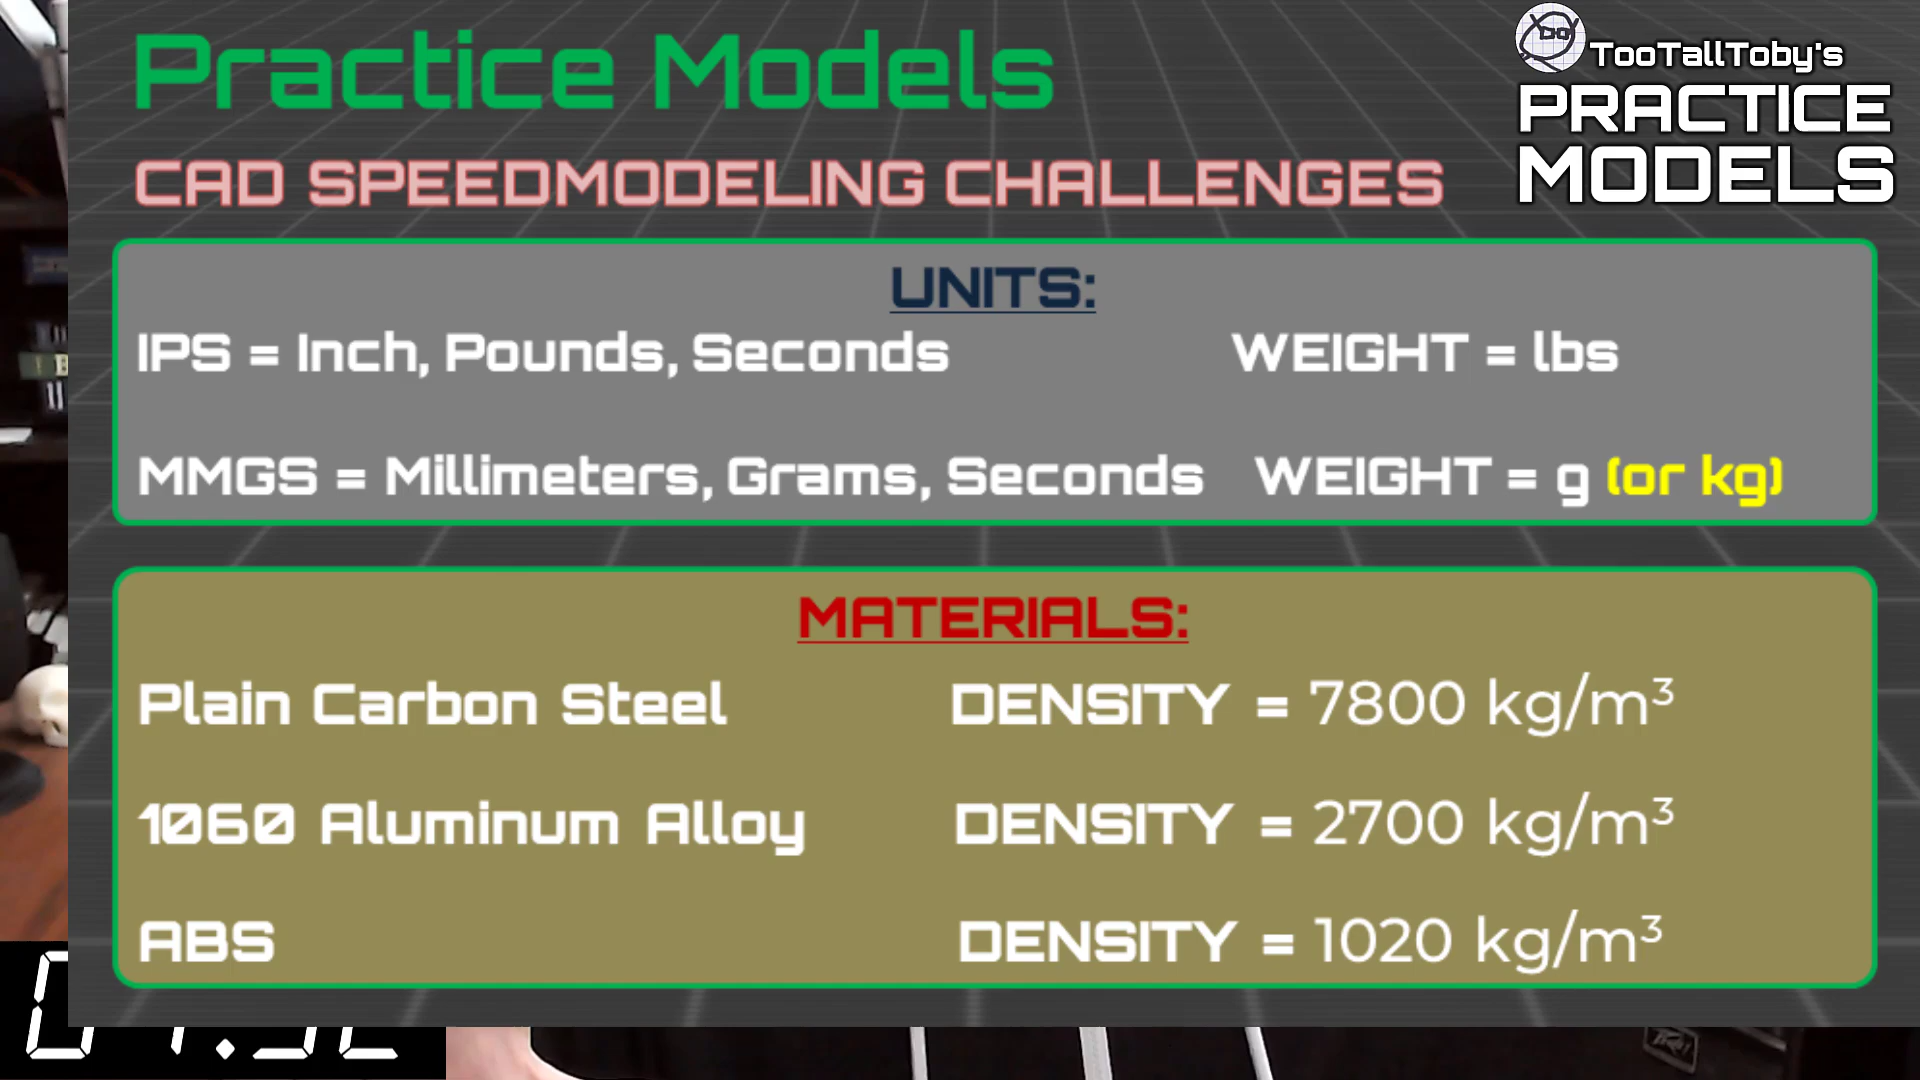 Practice Models
TooTallToby's
PRACTICE
MODELS
CAD SPEEDMODELING CHALLENGES
UNITS:
IPS = Inch, Pounds, Seconds WEIGHT = lbs
MMGS = Millimeters, Grams, Seconds WEIGHT = g (or kg)
MATERIALS:
Plain Carbon Steel DENSITY = 7800 kg/m³
1060 Aluminum Alloy DENSITY = 2700 kg/m³
ABS DENSITY = 1020 kg/m³